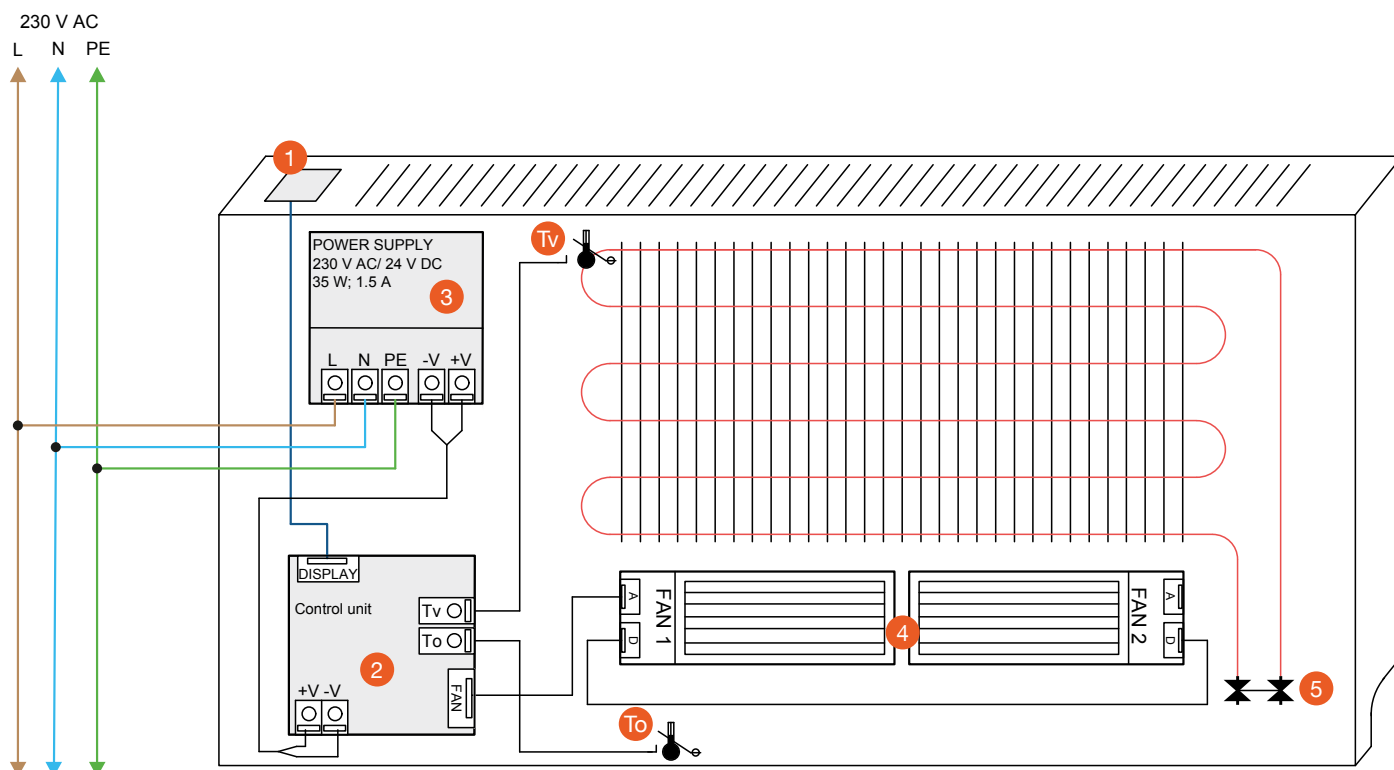 230 V AC
L N PE
1
POWER SUPPLY
230 V AC/ 24 V DC
35 W; 1.5 A
3
L N PE -V +V
Tv
DISPLAY
Control unit
Tv
To
2
FAN
+V -V
A
D
FAN 1
4
FAN 2
A
D
5
To